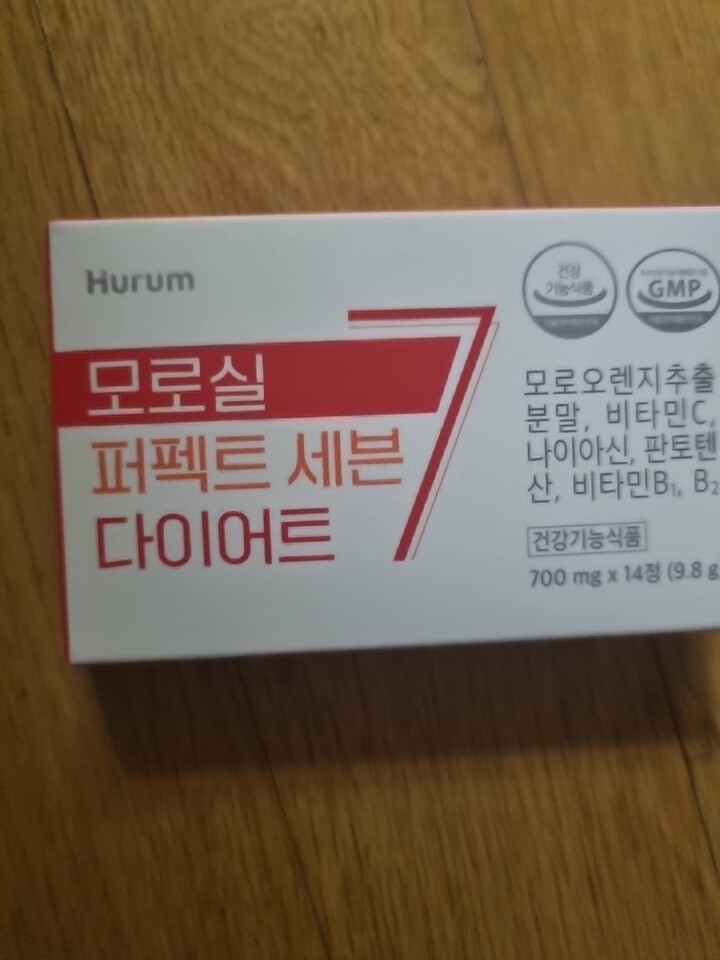 Hurum
모로실
퍼펙트 세븐
다이어트
7
건강
기능식품
GMP
모로오렌지추출
분말, 비타민C,
나이아신, 판토텐
산, 비타민B₁, B₂
건강기능식품
700 mg x 14정 (9.8 g